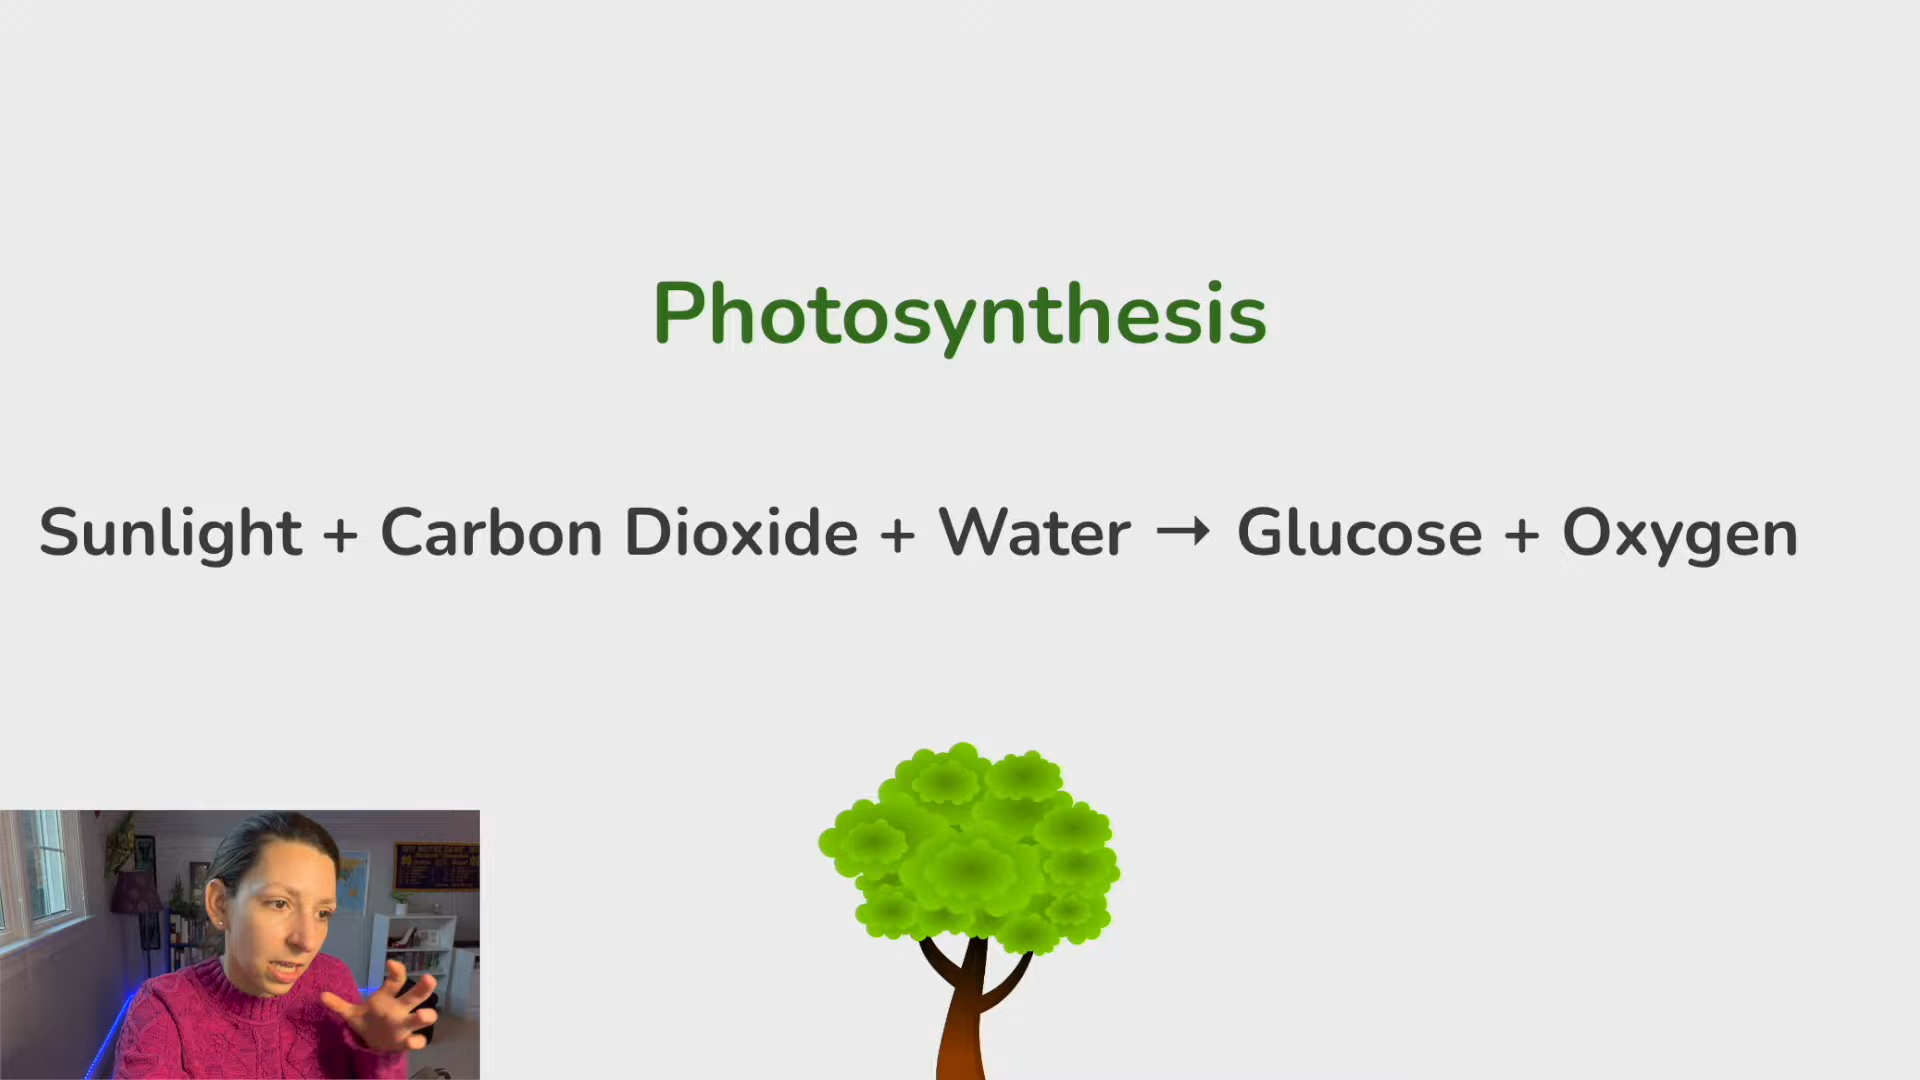 Photosynthesis
Sunlight + Carbon Dioxide + Water → Glucose + Oxygen